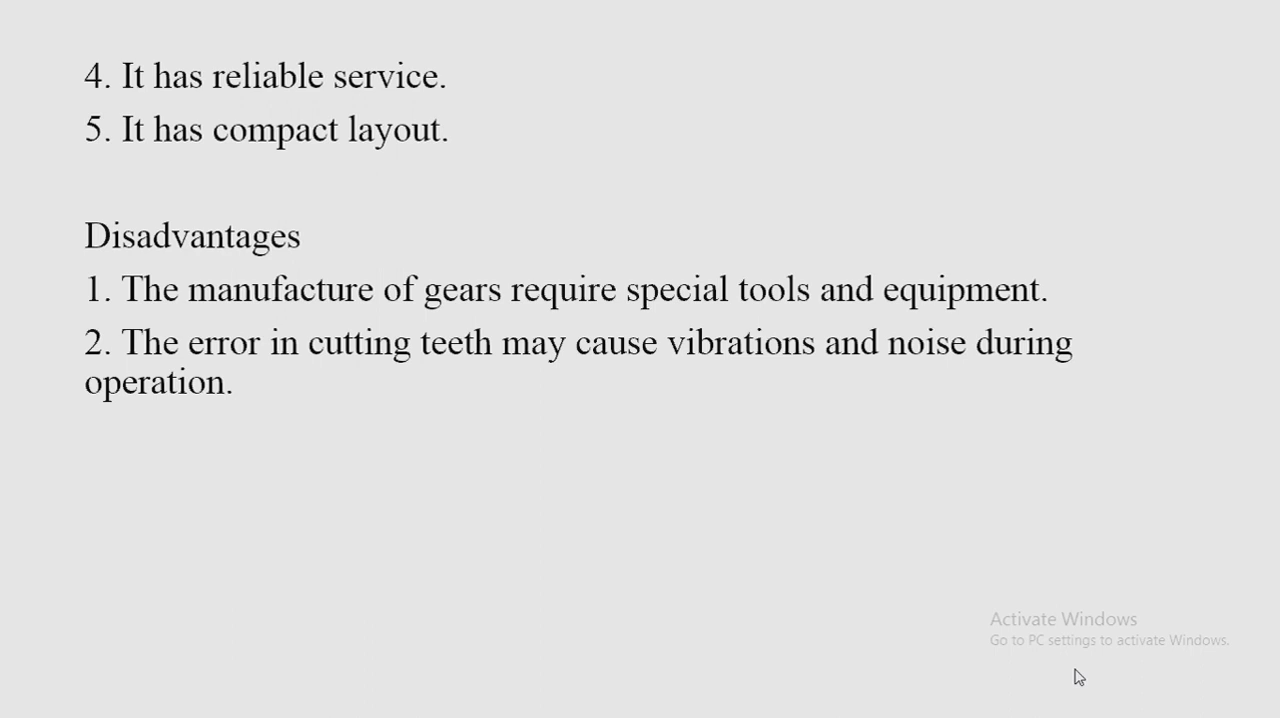 4. It has reliable service.
5. It has compact layout.
Disadvantages
1. The manufacture of gears require special tools and equipment.
2. The error in cutting teeth may cause vibrations and noise during
operation.
Activate Windows
Go to PC settings to activate Windows.